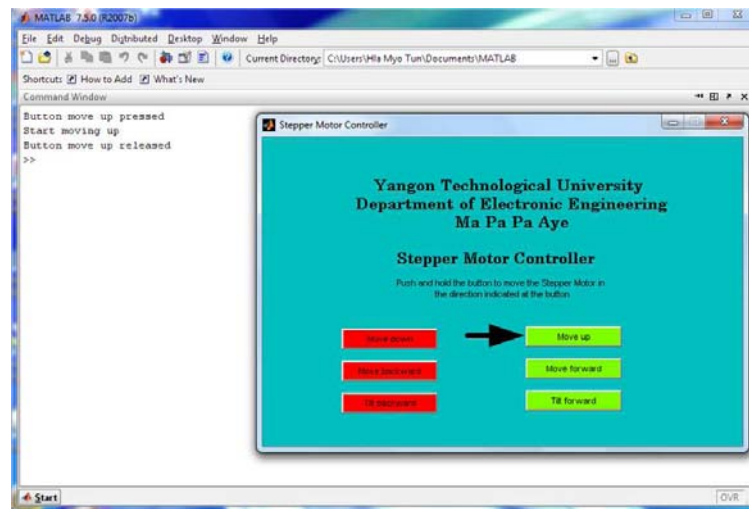 MATLAB 7.5.0 (R2007b)
File Edit Debug Distributed Desktop Window Help
Current Directory: C:\Users\Hla Myo Tun\Documents\MATLAB
Shortcuts How to Add What's New
Command Window
Button move up pressed
Start moving up
Button move up released
>>
Stepper Motor Controller
Yangon Technological University
Department of Electronic Engineering
Ma Pa Pa Aye
Stepper Motor Controller
Push and hold the button to move the Stepper Motor in
the direction indicated at the button
Move down
Move up
Move backward
Move forward
Tilt backward
Tilt forward
Start
OVR